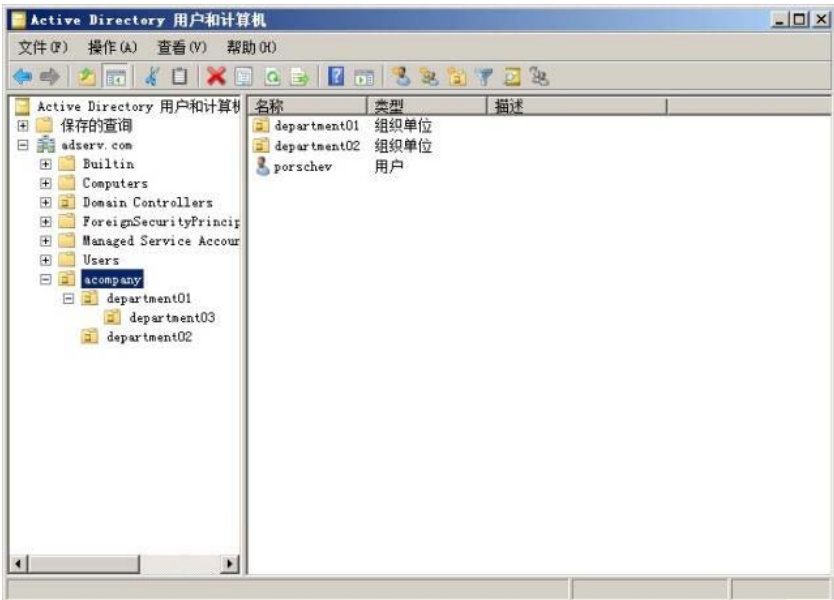 Active Directory 用户和计算机
文件(F) 操作(A) 查看(V) 帮助(H)
Active Directory 用户和计算机
保存的查询
adserv.com
Builtin
Computers
Domain Controllers
ForeignSecurityPrincip
Managed Service Accour
Users
acompany
department01
department03
department02
名称 类型 描述
department01 组织单位
department02 组织单位
porschev 用户